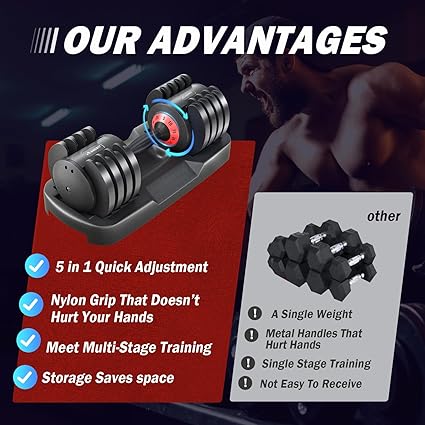 OUR ADVANTAGES
5 in 1 Quick Adjustment
Nylon Grip That Doesn't
Hurt Your Hands
Meet Multi-Stage Training
Storage Saves space
other
A Single Weight
Metal Handles That
Hurt Hands
Single Stage Training
Not Easy To Receive